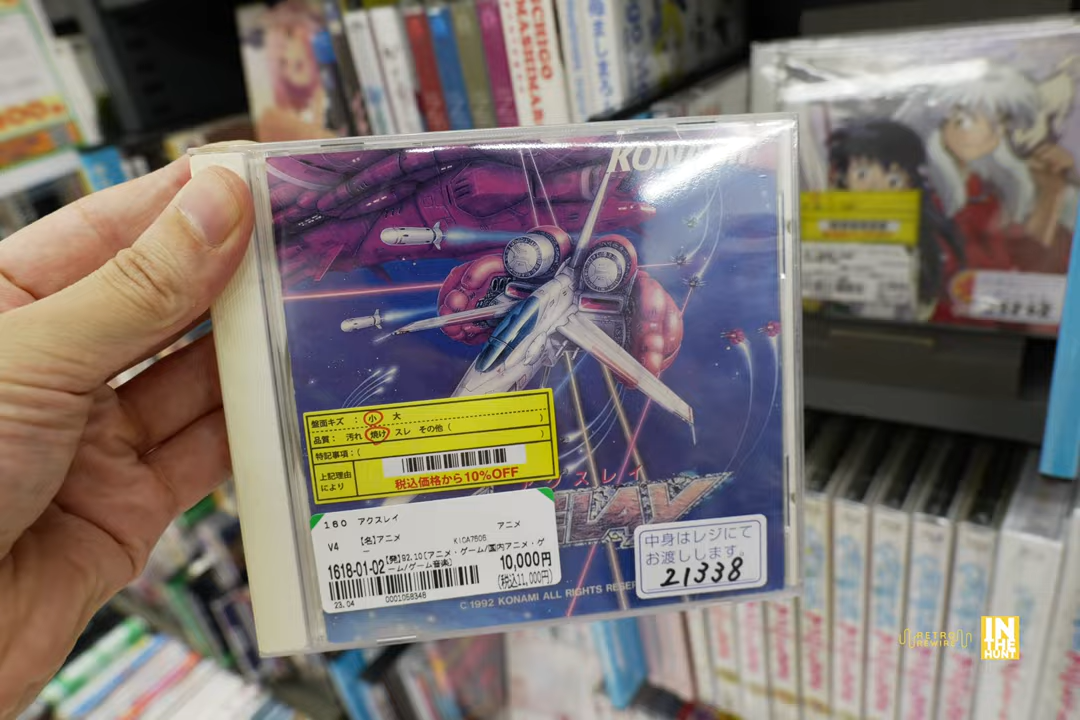 ICHIGO
MASHIMARO
KONAMI
盤面キズ : 小 大
品質: 汚れ 焼け スレ その他( )
特記事項:( )
上記理由
により
税込価格から10%OFF
アクスレイ
160 アクスレイ
アニメ
V4
【名】アニメ
KICA7606
1618-01-02
[発]92.10[アニメ・ゲーム/国内アニメ・ゲ
ーム/ゲーム音楽]
10,000円
(税込11,000円)
23.04
0001058346
中身はレジにて
お渡しします。
21338
C 1992 KONAMI ALL RIGHTS RESER
RETRO
REWIRE
IN
THE
HUNT